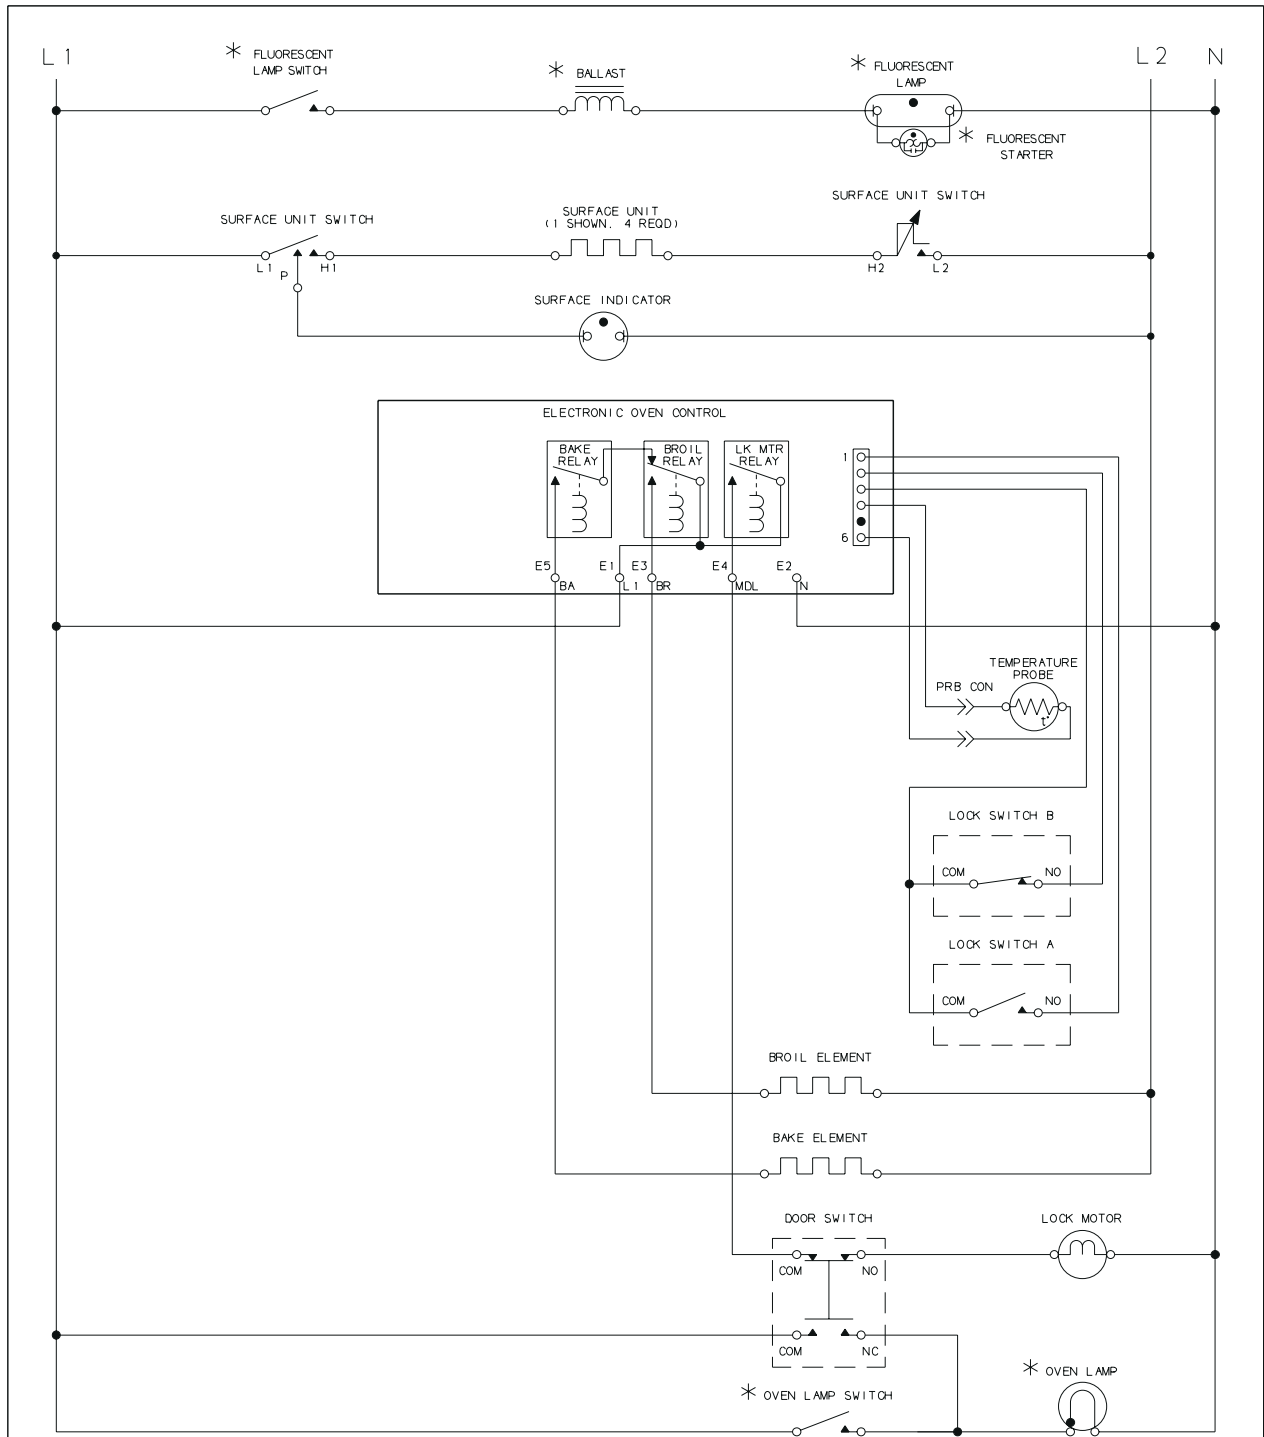 L1
L2
N
* FLUORESCENT
LAMP SWITCH
* BALLAST
* FLUORESCENT
LAMP
* FLUORESCENT
STARTER
SURFACE UNIT SWITCH
SURFACE UNIT
(1 SHOWN. 4 REQD)
SURFACE UNIT SWITCH
L1
P
H1
H2
L2
SURFACE INDICATOR
ELECTRONIC OVEN CONTROL
BAKE
RELAY
BROIL
RELAY
LK MTR
RELAY
1
6
E5
E1
E3
E4
E2
BA
L1
BR
MDL
N
TEMPERATURE
PROBE
PRB CON
t°
LOCK SWITCH B
COM
NO
LOCK SWITCH A
COM
NO
BROIL ELEMENT
BAKE ELEMENT
DOOR SWITCH
LOCK MOTOR
COM
NO
COM
NC
* OVEN LAMP SWITCH
* OVEN LAMP